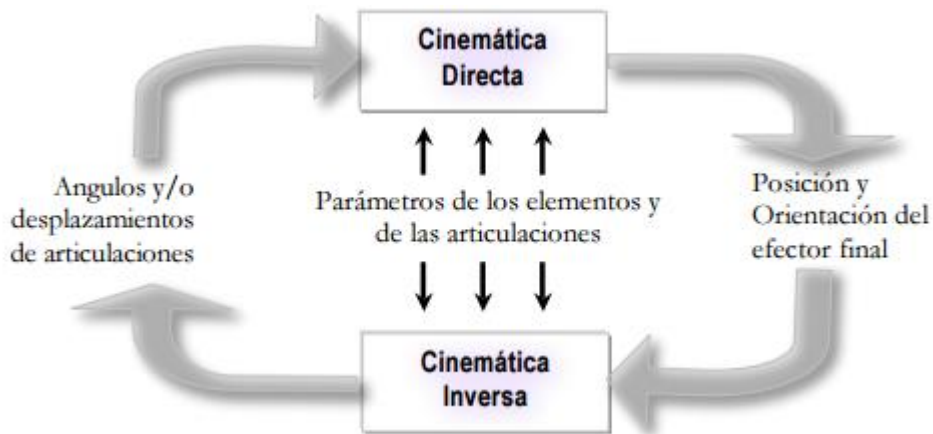 Cinemática
Directa
Angulos y/o
desplazamientos
de articulaciones
Parámetros de los elementos y
de las articulaciones
Posición y
Orientación del
efector final
Cinemática
Inversa